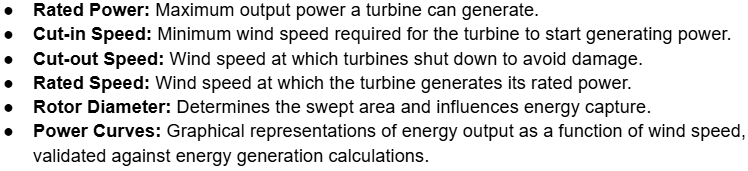 ● Rated Power: Maximum output power a turbine can generate.
● Cut-in Speed: Minimum wind speed required for the turbine to start generating power.
● Cut-out Speed: Wind speed at which turbines shut down to avoid damage.
● Rated Speed: Wind speed at which the turbine generates its rated power.
● Rotor Diameter: Determines the swept area and influences energy capture.
● Power Curves: Graphical representations of energy output as a function of wind speed,
validated against energy generation calculations.